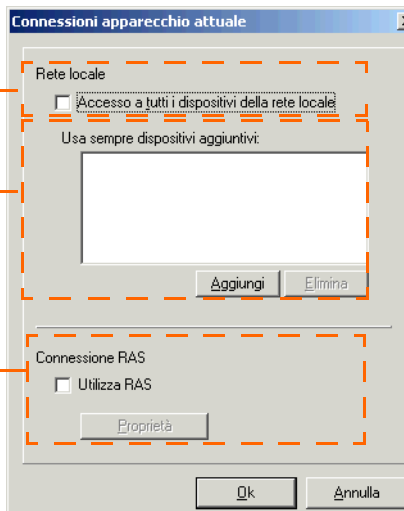 Connessioni apparecchio attuale
Rete locale
Accesso a tutti i dispositivi della rete locale
Usa sempre dispositivi aggiuntivi:
Aggiungi Elimina
Connessione RAS
Utilizza RAS
Proprietà
Ok Annulla